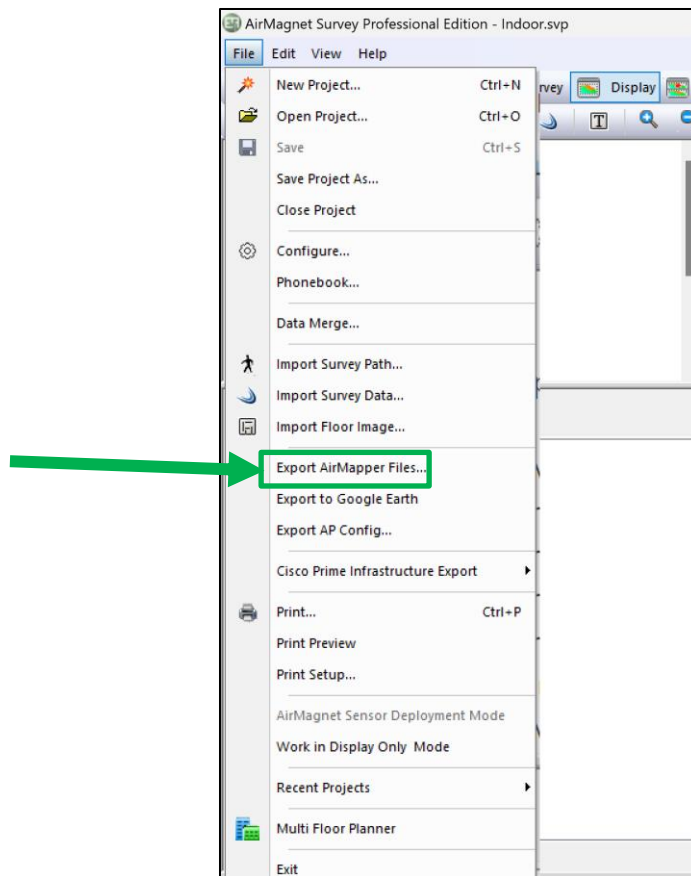 AirMagnet Survey Professional Edition - Indoor.svp
File Edit View Help
New Project... Ctrl+N
rvey Display
Open Project... Ctrl+O
T
Save Ctrl+S
Save Project As...
Close Project
Configure...
Phonebook...
Data Merge...
Import Survey Path...
Import Survey Data...
Import Floor Image...
Export AirMapper Files...
Export to Google Earth
Export AP Config...
Cisco Prime Infrastructure Export
Print... Ctrl+P
Print Preview
Print Setup...
AirMagnet Sensor Deployment Mode
Work in Display Only Mode
Recent Projects
Multi Floor Planner
Exit